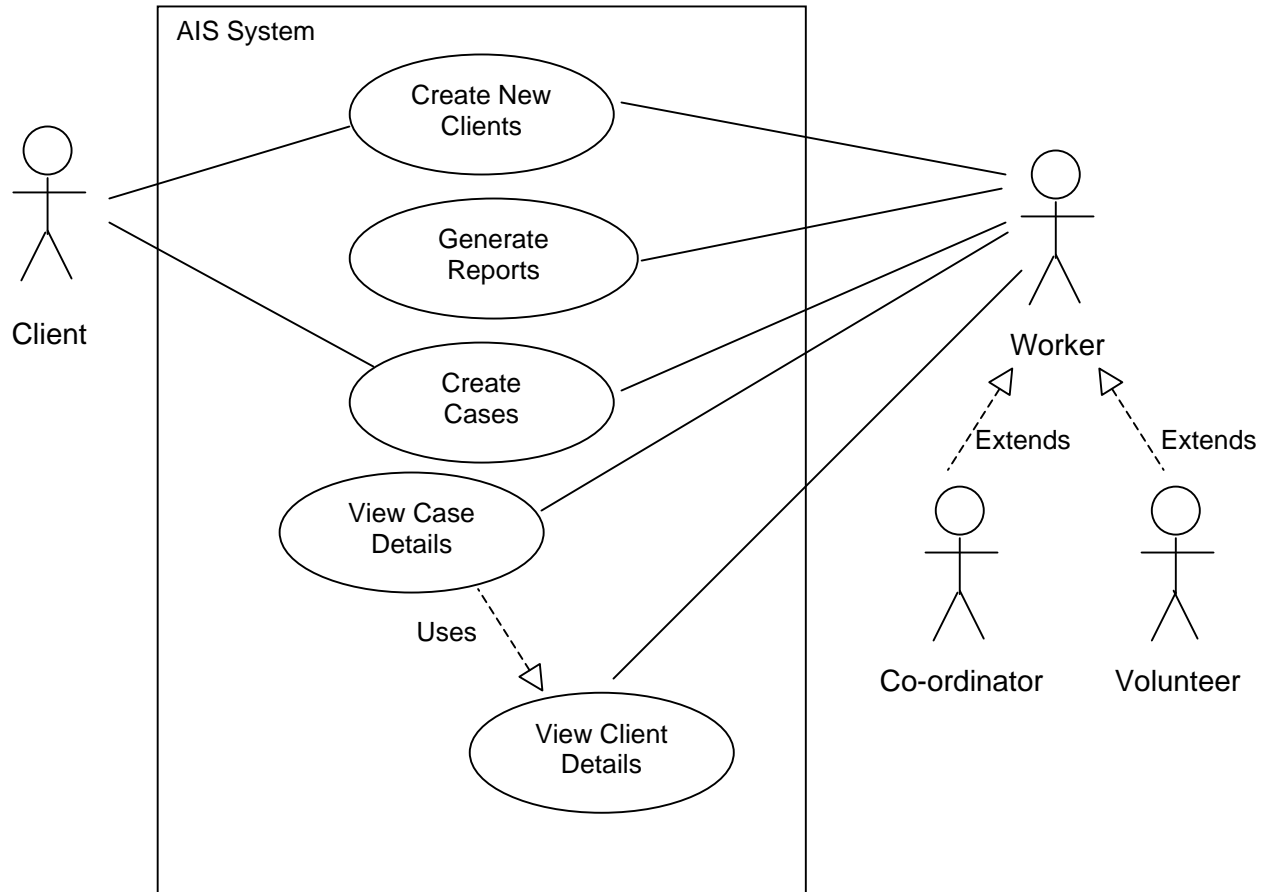 AIS System
Create New
Clients
Generate
Reports
Client
Worker
Create
Cases
Extends
Extends
View Case
Details
Uses
Co-ordinator
Volunteer
View Client
Details